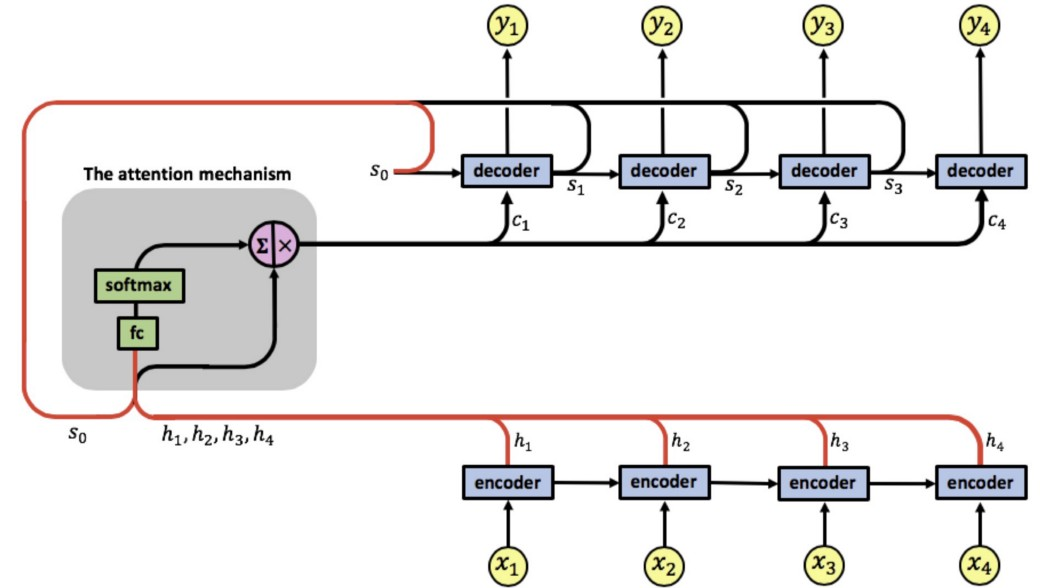 y₁ y₂ y₃ y₄
The attention mechanism
s₀ decoder s₁ decoder s₂ decoder s₃ decoder
c₁ c₂ c₃ c₄
Σ ×
softmax
fc
s₀ h₁, h₂, h₃, h₄
h₁ h₂ h₃ h₄
encoder encoder encoder encoder
x₁ x₂ x₃ x₄